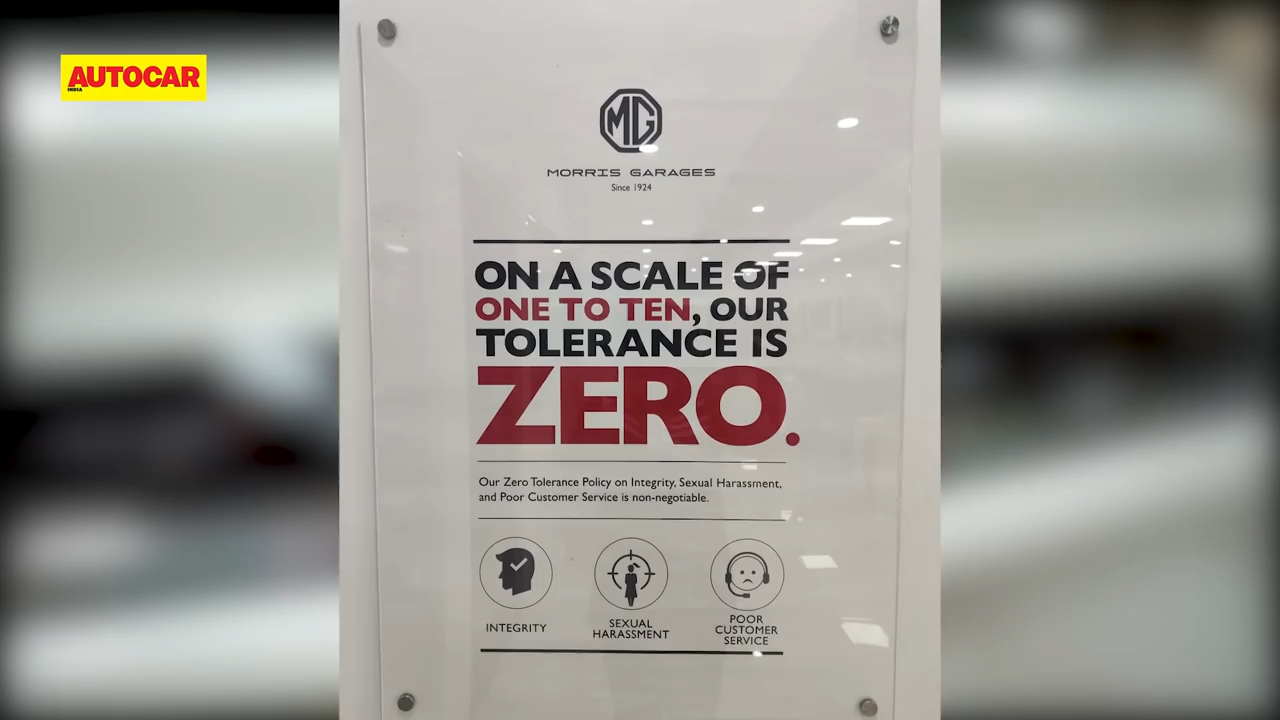 AUTOCAR
INDIA
MG
MORRIS GARAGES
Since 1924
ON A SCALE OF
ONE TO TEN, OUR
TOLERANCE IS
ZERO.
Our Zero Tolerance Policy on Integrity, Sexual Harassment,
and Poor Customer Service is non-negotiable.
INTEGRITY
SEXUAL
HARASSMENT
POOR
CUSTOMER
SERVICE